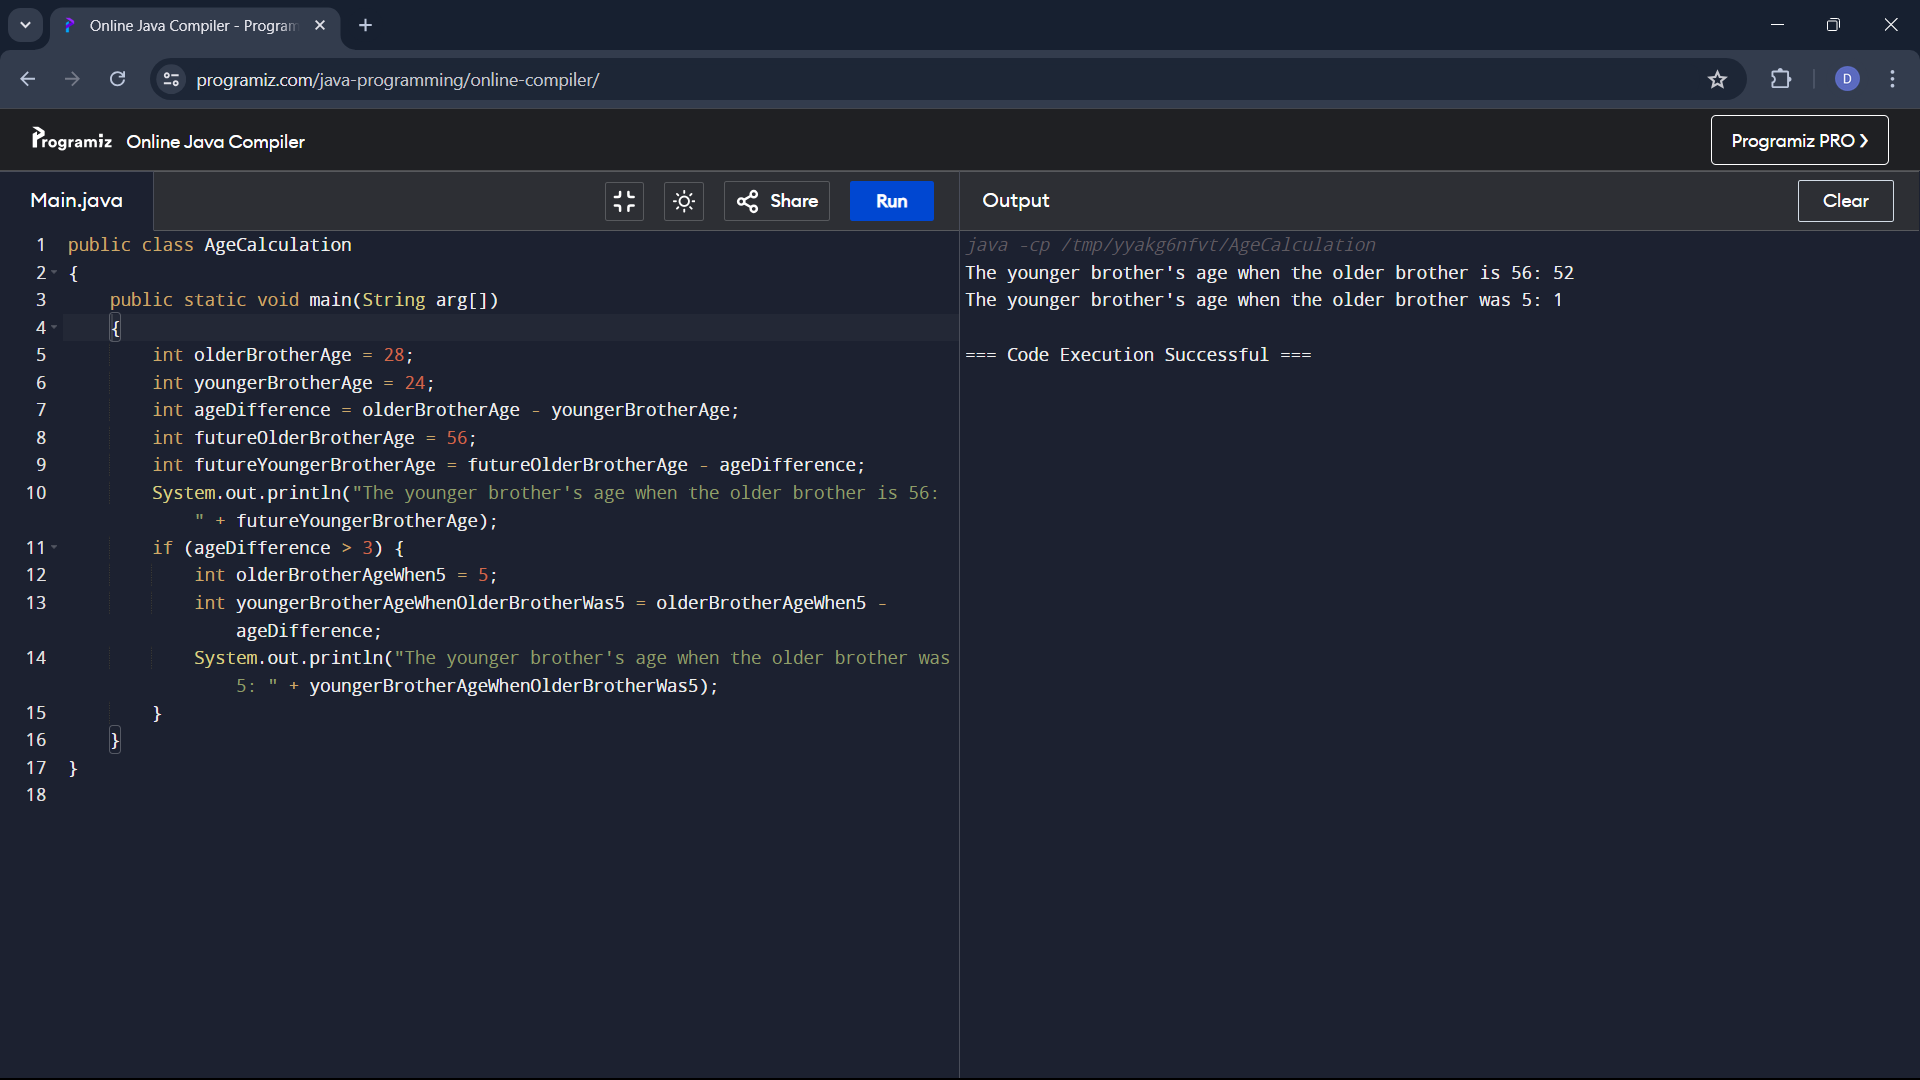 Online Java Compiler - Program
programiz.com/java-programming/online-compiler/
D
Programiz Online Java Compiler
Programiz PRO ❯
Main.java
Share
Run
Output
Clear
1 public class AgeCalculation
2 {
3     public static void main(String arg[])
4     {
5         int olderBrotherAge = 28;
6         int youngerBrotherAge = 24;
7         int ageDifference = olderBrotherAge - youngerBrotherAge;
8         int futureOlderBrotherAge = 56;
9         int futureYoungerBrotherAge = futureOlderBrotherAge - ageDifference;
10         System.out.println("The younger brother's age when the older brother is 56:
" + futureYoungerBrotherAge);
11         if (ageDifference > 3) {
12             int olderBrotherAgeWhen5 = 5;
13             int youngerBrotherAgeWhenOlderBrotherWas5 = olderBrotherAgeWhen5 -
ageDifference;
14             System.out.println("The younger brother's age when the older brother was
5: " + youngerBrotherAgeWhenOlderBrotherWas5);
15         }
16     }
17 }
18
java -cp /tmp/yyakg6nfvt/AgeCalculation
The younger brother's age when the older brother is 56: 52
The younger brother's age when the older brother was 5: 1
=== Code Execution Successful ===